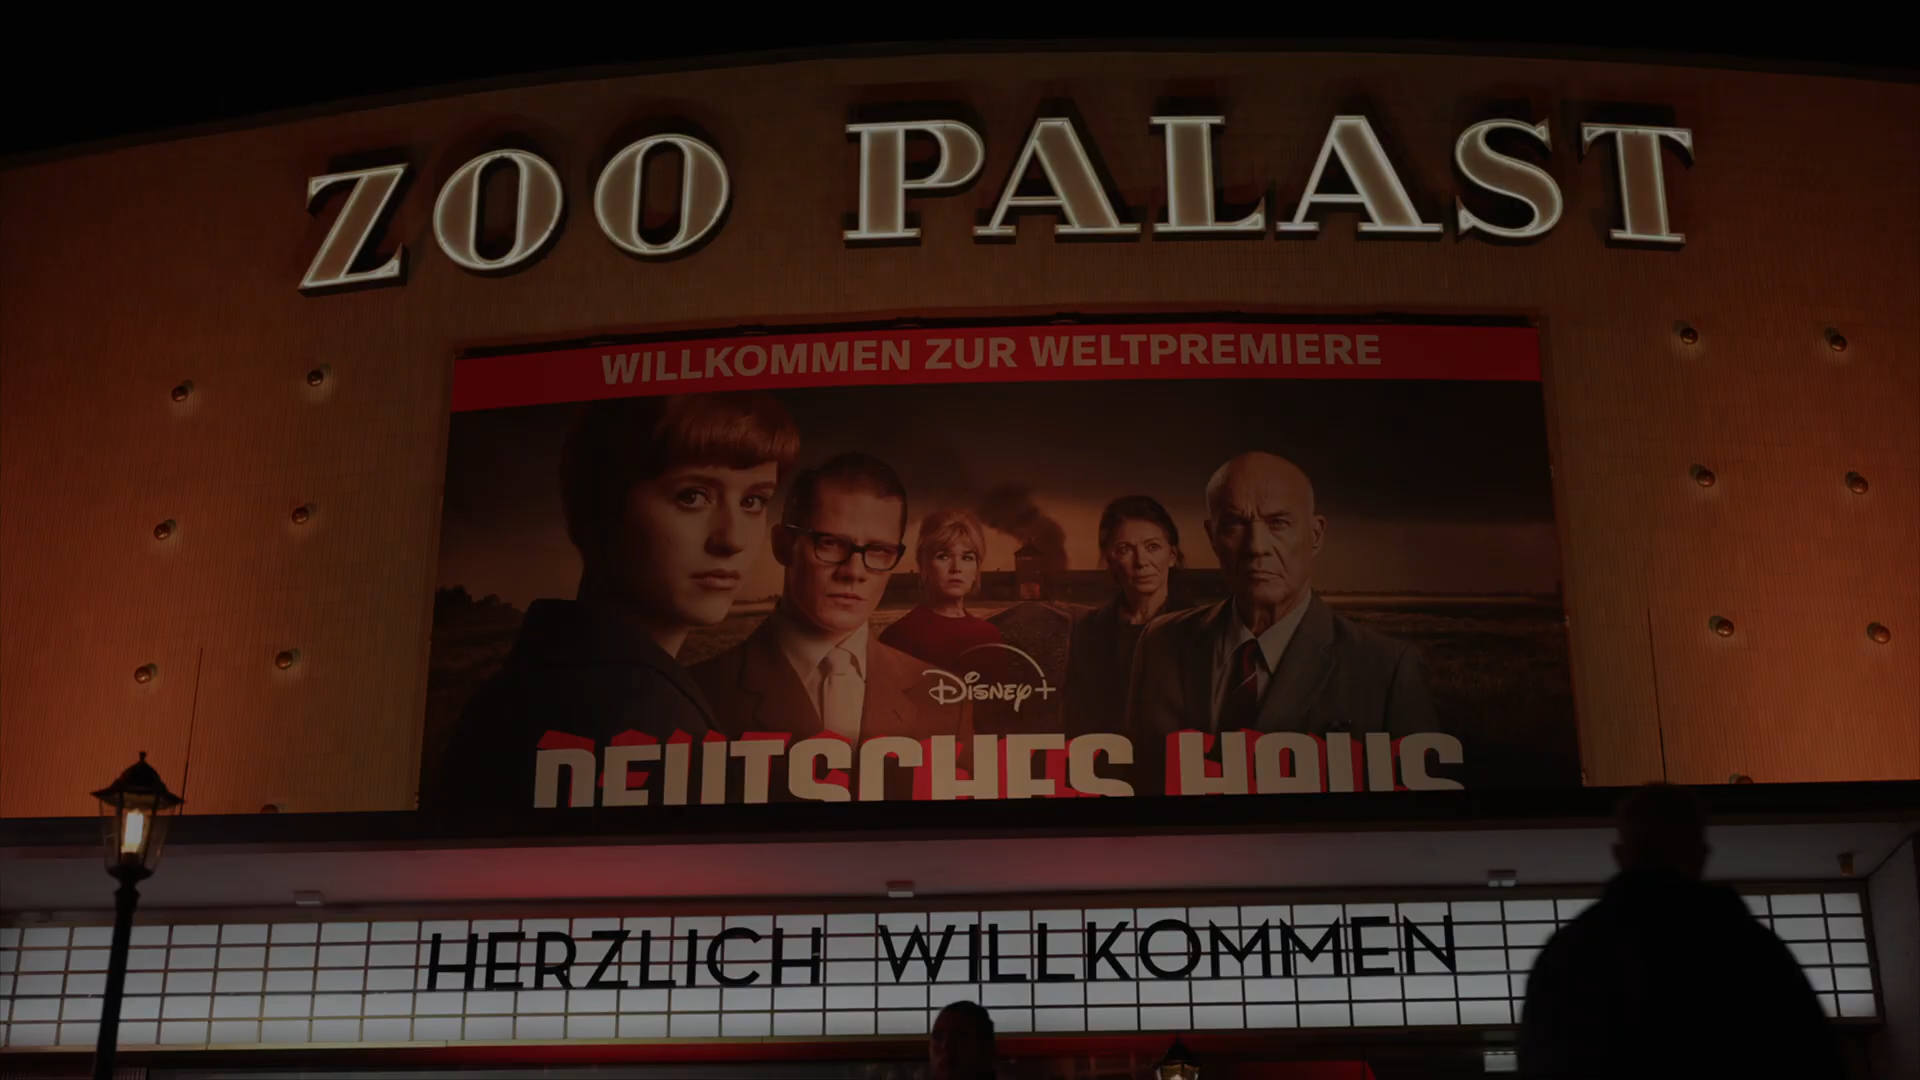 ZOO PALAST
WILLKOMMEN ZUR WELTPREMIERE
Disney+
DEUTSCHES HAUS
HERZLICH WILLKOMMEN